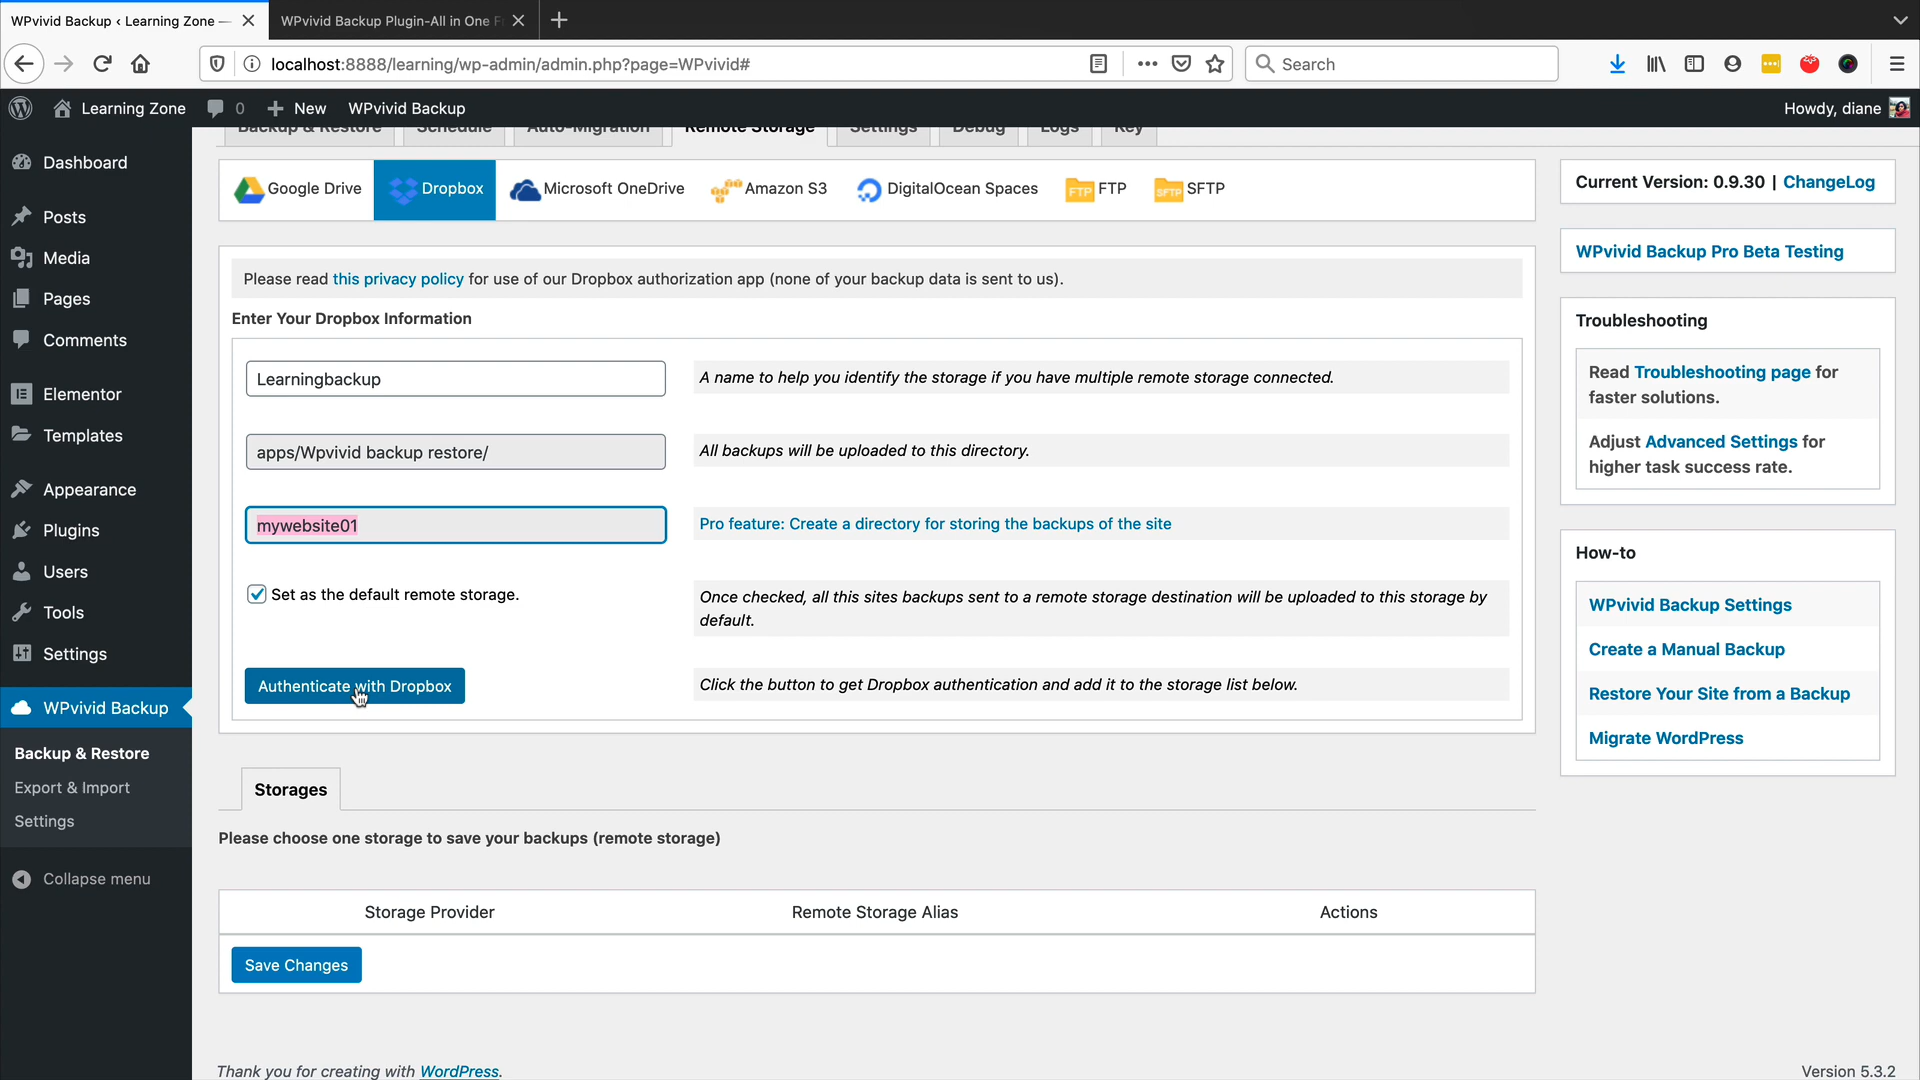 WPvivid Backup ‹ Learning Zone —
WPvivid Backup Plugin-All in One F
localhost:8888/learning/wp-admin/admin.php?page=WPvivid#
Search
Learning Zone
0
New
WPvivid Backup
Howdy, diane
Dashboard
Posts
Media
Pages
Comments
Elementor
Templates
Appearance
Plugins
Users
Tools
Settings
WPvivid Backup
Backup & Restore
Export & Import
Settings
Collapse menu
Backup & Restore
Schedule
Auto-Migration
Remote Storage
Settings
Debug
Logs
Key
Google Drive
Dropbox
Microsoft OneDrive
Amazon S3
DigitalOcean Spaces
FTP
FTP
SFTP
SFTP
Please read this privacy policy for use of our Dropbox authorization app (none of your backup data is sent to us).
Enter Your Dropbox Information
Learningbackup
A name to help you identify the storage if you have multiple remote storage connected.
apps/Wpvivid backup restore/
All backups will be uploaded to this directory.
mywebsite01
Pro feature: Create a directory for storing the backups of the site
Set as the default remote storage.
Once checked, all this sites backups sent to a remote storage destination will be uploaded to this storage by
default.
Authenticate with Dropbox
Click the button to get Dropbox authentication and add it to the storage list below.
Storages
Please choose one storage to save your backups (remote storage)
Storage Provider
Remote Storage Alias
Actions
Save Changes
Thank you for creating with WordPress.
Version 5.3.2
Current Version: 0.9.30 | ChangeLog
WPvivid Backup Pro Beta Testing
Troubleshooting
Read Troubleshooting page for
faster solutions.
Adjust Advanced Settings for
higher task success rate.
How-to
WPvivid Backup Settings
Create a Manual Backup
Restore Your Site from a Backup
Migrate WordPress